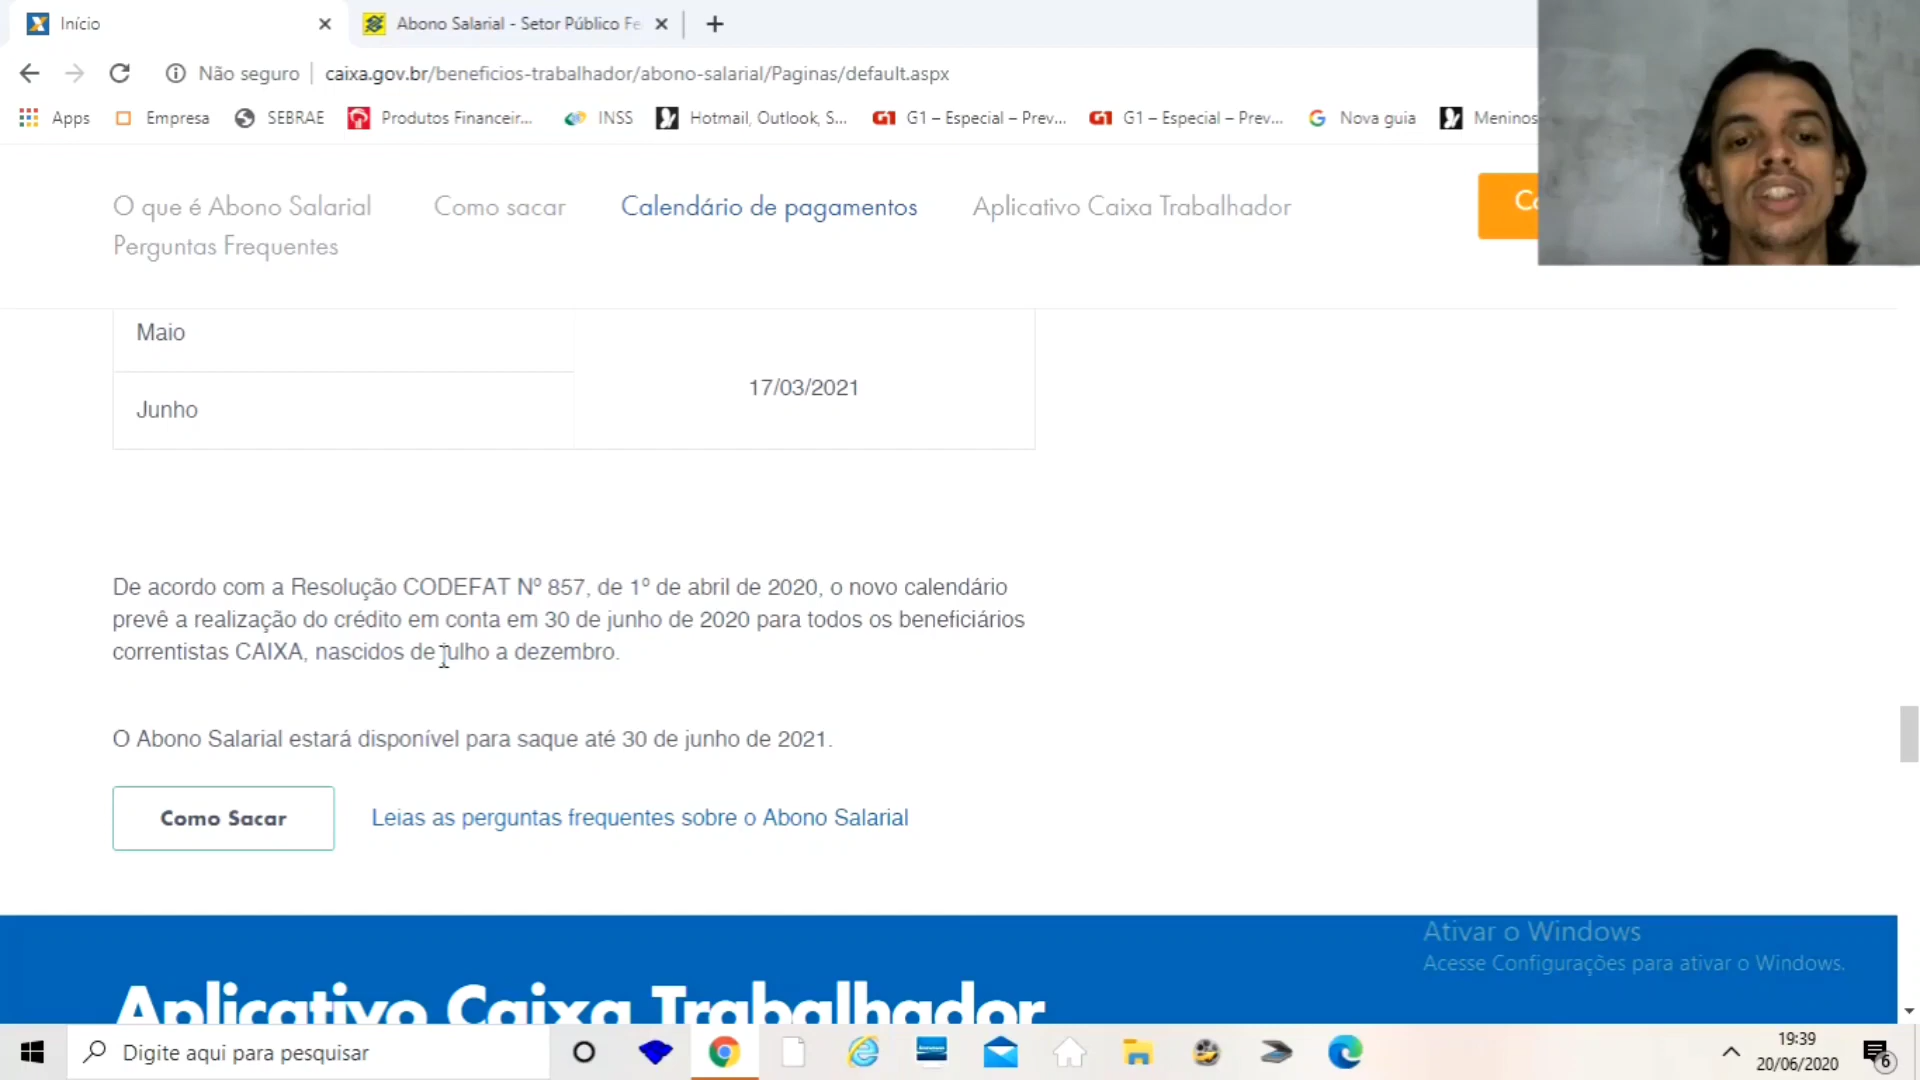 Início
Abono Salarial - Setor Público Fe
Não seguro
caixa.gov.br/beneficios-trabalhador/abono-salarial/Paginas/default.aspx
Apps
Empresa
SEBRAE
Produtos Financeir...
INSS
Hotmail, Outlook, S...
G1 G1 – Especial – Prev...
G1 G1 – Especial – Prev...
Nova guia
Meninos
O que é Abono Salarial
Como sacar
Calendário de pagamentos
Aplicativo Caixa Trabalhador
Perguntas Frequentes
Maio
Junho
17/03/2021
De acordo com a Resolução CODEFAT Nº 857, de 1º de abril de 2020, o novo calendário
prevê a realização do crédito em conta em 30 de junho de 2020 para todos os beneficiários
correntistas CAIXA, nascidos de julho a dezembro.
O Abono Salarial estará disponível para saque até 30 de junho de 2021.
Como Sacar
Leias as perguntas frequentes sobre o Abono Salarial
Ativar o Windows
Acesse Configurações para ativar o Windows.
Aplicativo Caixa Trabalhador
Digite aqui para pesquisar
19:39
20/06/2020
6